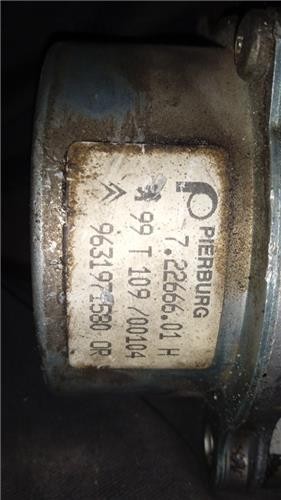 PIERBURG
7.22666.01 H
99 T 109 /00104
9631971580 OR